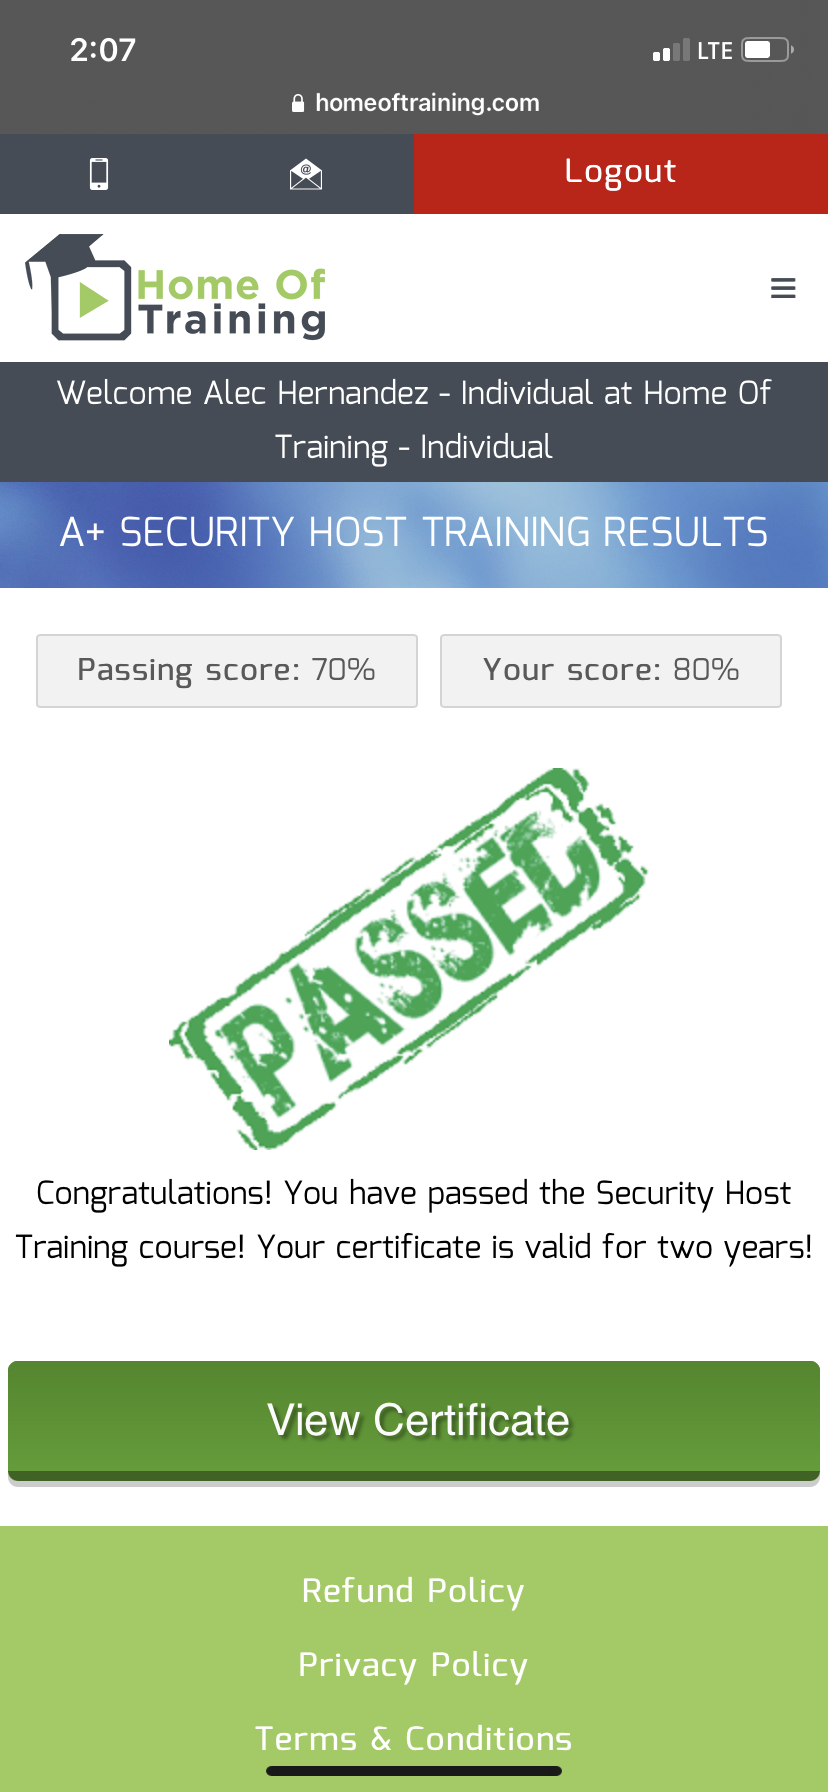 2:07
LTE
homeoftraining.com
Logout
Home Of
Training
Welcome Alec Hernandez - Individual at Home Of
Training - Individual
A+ SECURITY HOST TRAINING RESULTS
Passing score: 70%
Your score: 80%
PASSED
Congratulations! You have passed the Security Host
Training course! Your certificate is valid for two years!
View Certificate
Refund Policy
Privacy Policy
Terms & Conditions